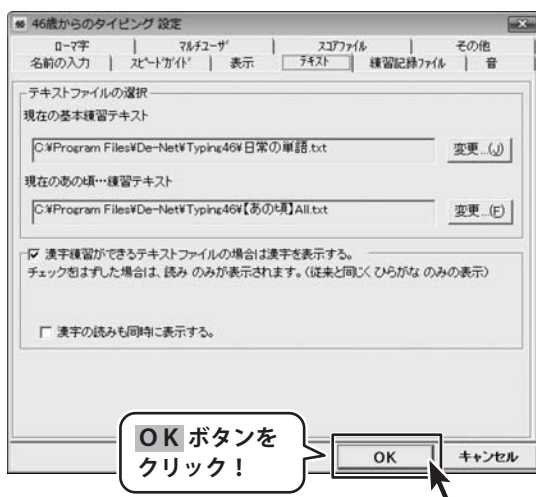 46歳からのタイピング 設定
ローマ字 マルチユーザ スコアファイル その他
名前の入力 スピードガイド 表示 テキスト 練習記録ファイル 音
テキストファイルの選択
現在の基本練習テキスト
C:¥Program Files¥De-Net¥Typing46¥日常の単語.txt 変更...(J)
現在のあの頃…練習テキスト
C:¥Program Files¥De-Net¥Typing46¥【あの頃】All.txt 変更...(F)
漢字練習ができるテキストファイルの場合は漢字を表示する。
チェックをはずした場合は、読み のみが表示されます。(従来と同じく ひらがな のみの表示)
漢字の読みも同時に表示する。
OK ボタンを
クリック!
OK キャンセル